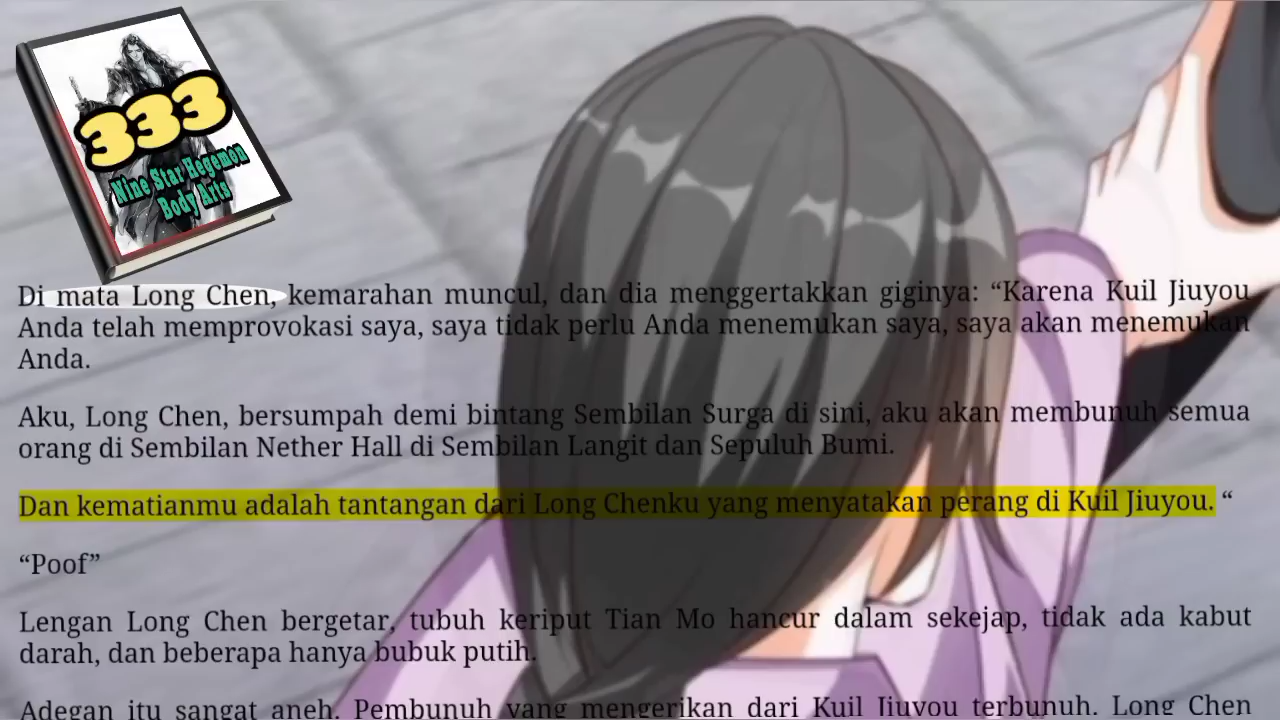 333
Nine Star Hegemon
Body Arts
Di mata Long Chen, kemarahan muncul, dan dia menggertakkan giginya: “Karena Kuil Jiuyou
Anda telah memprovokasi saya, saya tidak perlu Anda menemukan saya, saya akan menemukan
Anda.
Aku, Long Chen, bersumpah demi bintang Sembilan Surga di sini, aku akan membunuh semua
orang di Sembilan Nether Hall di Sembilan Langit dan Sepuluh Bumi.
Dan kematianmu adalah tantangan dari Long Chenku yang menyatakan perang di Kuil Jiuyou. “
“Poof”
Lengan Long Chen bergetar, tubuh keriput Tian Mo hancur dalam sekejap, tidak ada kabut
darah, dan beberapa hanya bubuk putih.
Adegan itu sangat aneh. Pembunuh yang mengerikan dari Kuil Jiuyou terbunuh. Long Chen